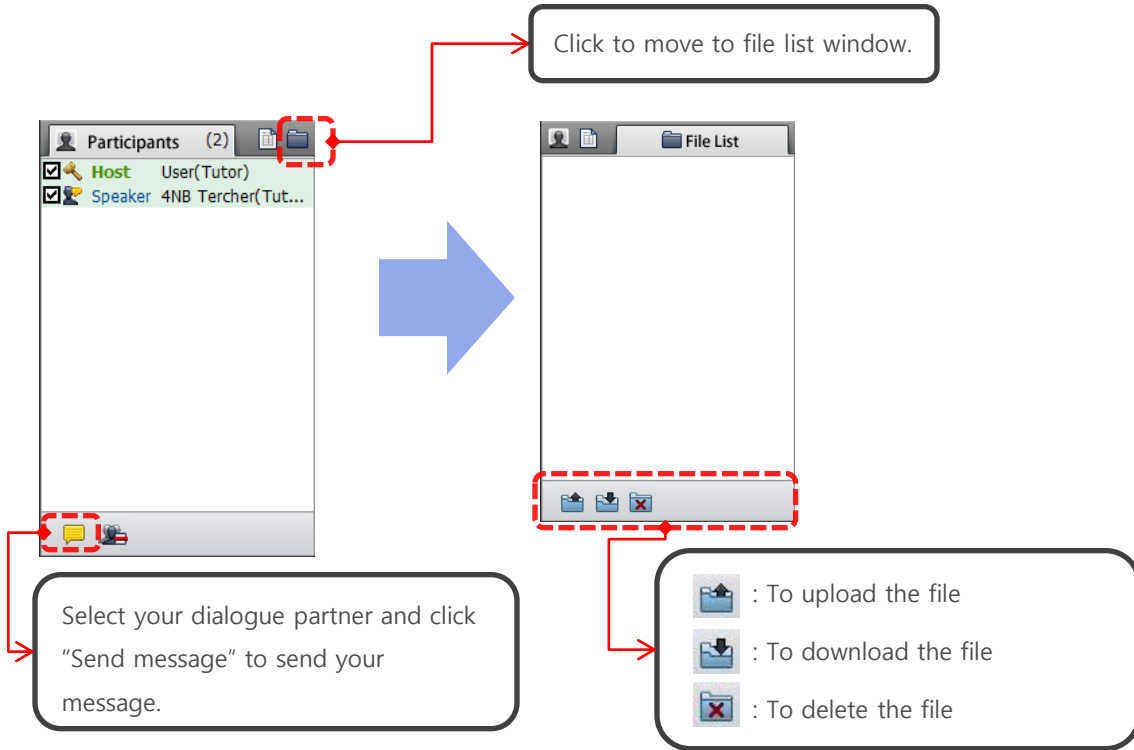 Click to move to file list window.
Participants (2)
Host User(Tutor)
Speaker 4NB Tercher(Tut...
File List
Select your dialogue partner and click
“Send message“ to send your
message.
: To upload the file
: To download the file
: To delete the file